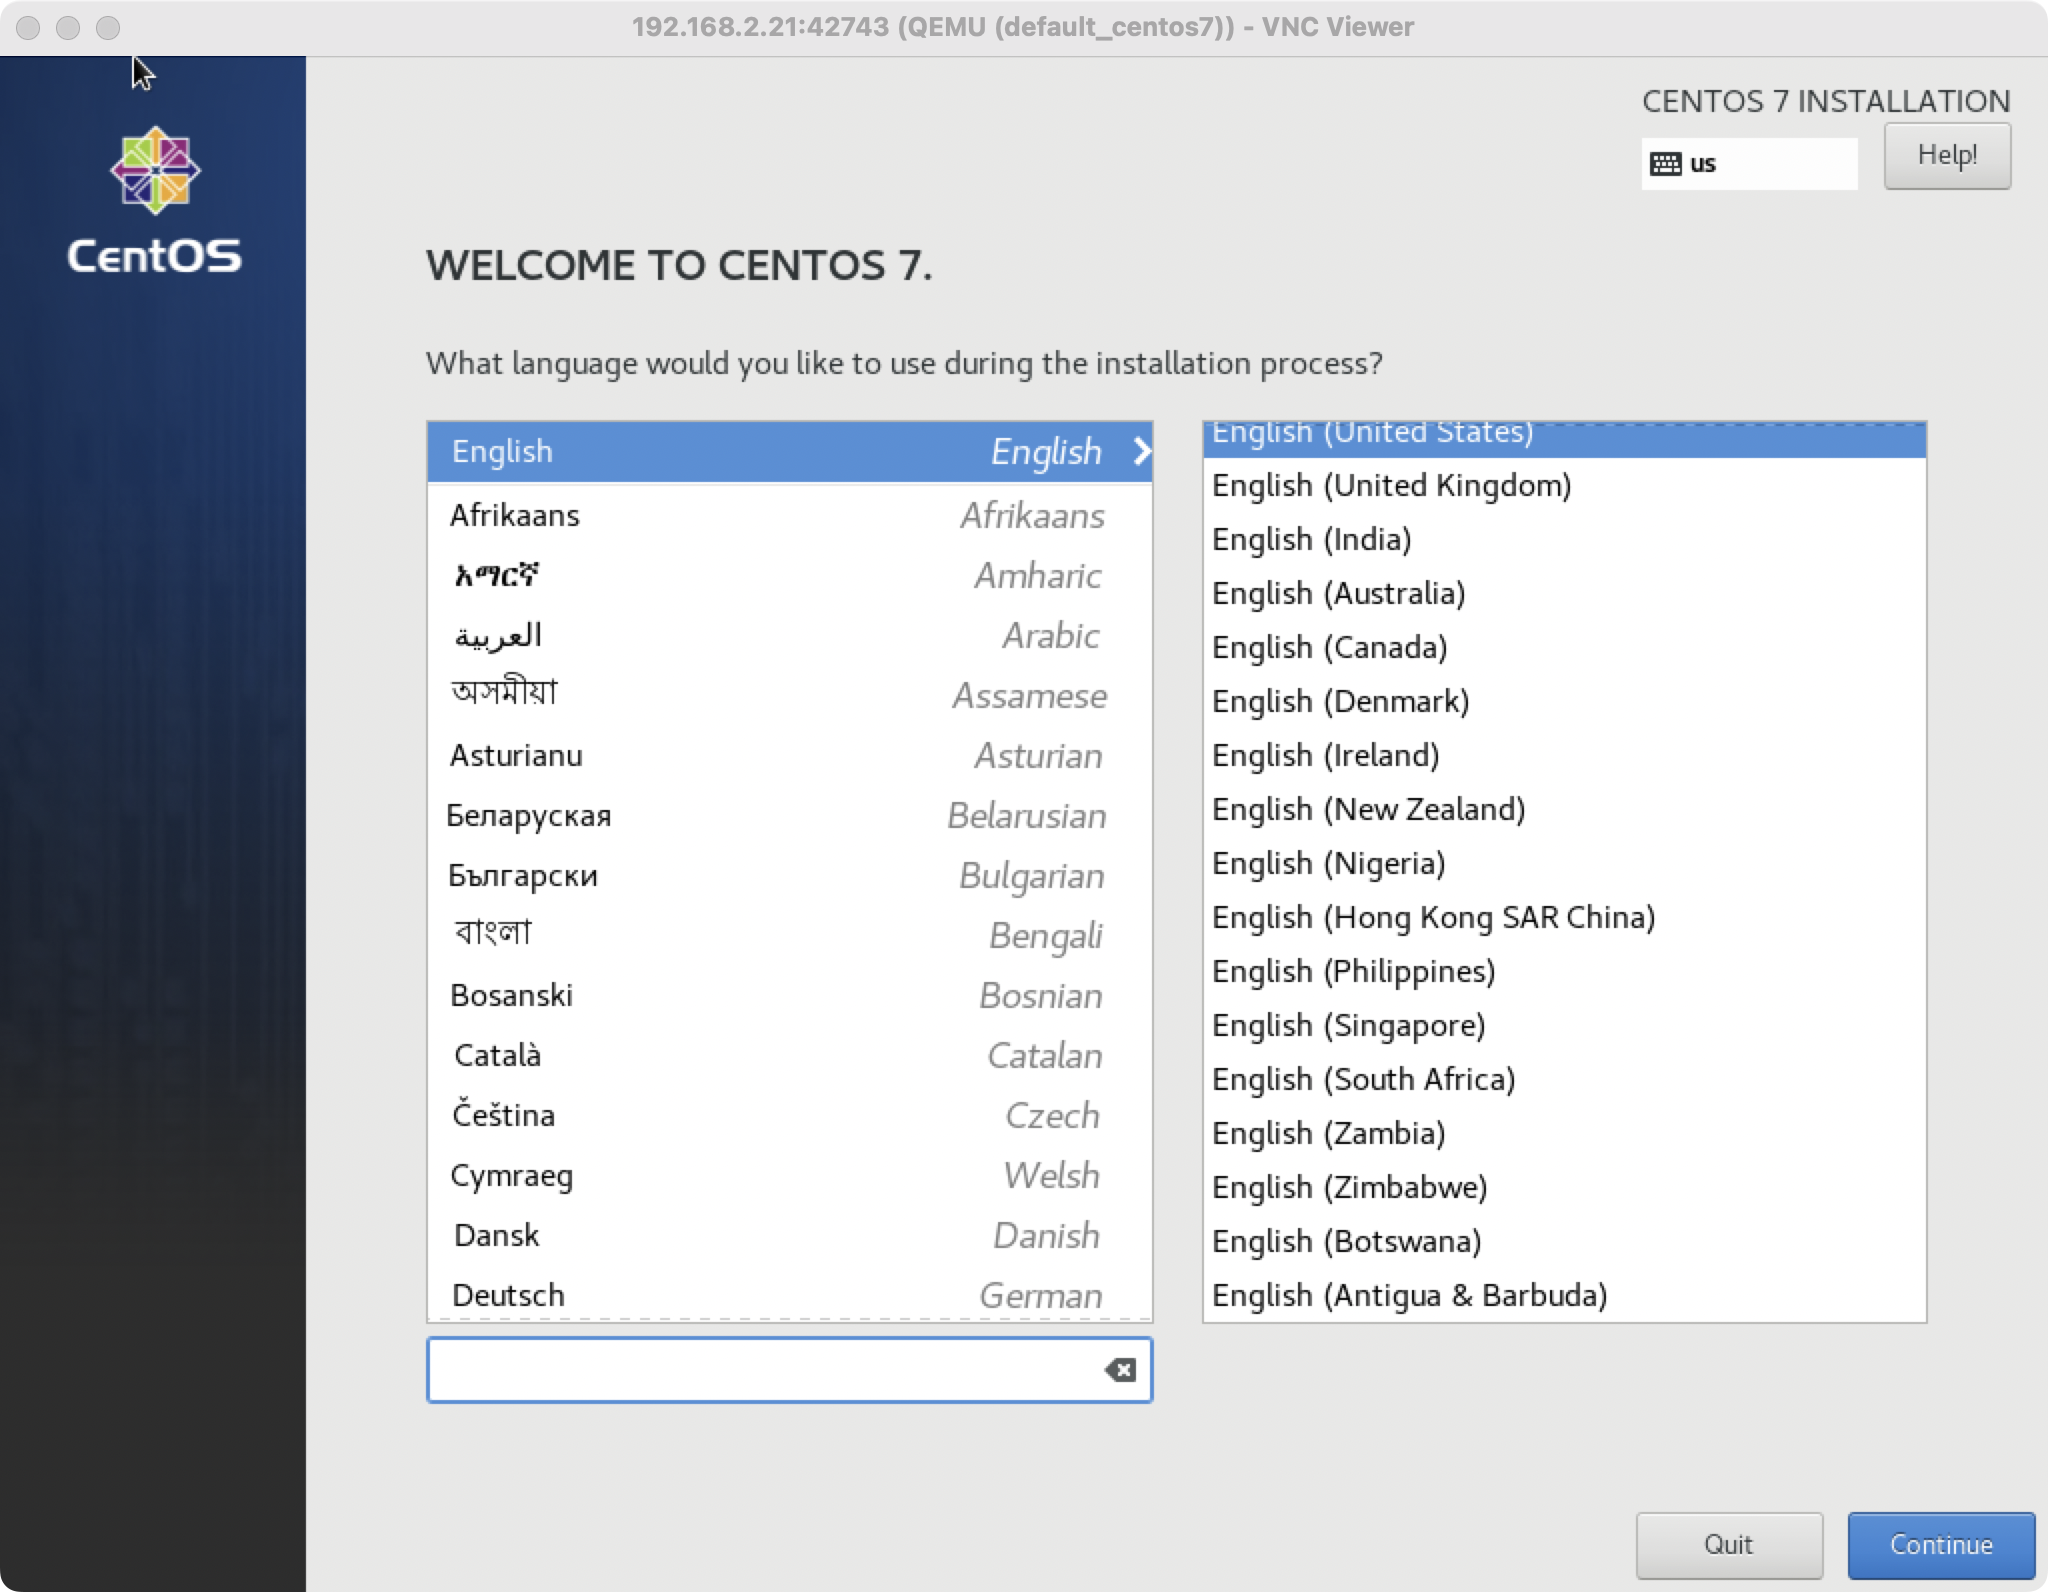 192.168.2.21:42743 (QEMU (default_centos7)) - VNC Viewer
CentOS
CENTOS 7 INSTALLATION
us
Help!
WELCOME TO CENTOS 7.
What language would you like to use during the installation process?
English English
Afrikaans Afrikaans
አማርኛ Amharic
العربية Arabic
অসমীয়া Assamese
Asturianu Asturian
Беларуская Belarusian
Български Bulgarian
বাংলা Bengali
Bosanski Bosnian
Català Catalan
Čeština Czech
Cymraeg Welsh
Dansk Danish
Deutsch German
English (United States)
English (United Kingdom)
English (India)
English (Australia)
English (Canada)
English (Denmark)
English (Ireland)
English (New Zealand)
English (Nigeria)
English (Hong Kong SAR China)
English (Philippines)
English (Singapore)
English (South Africa)
English (Zambia)
English (Zimbabwe)
English (Botswana)
English (Antigua & Barbuda)
Quit
Continue